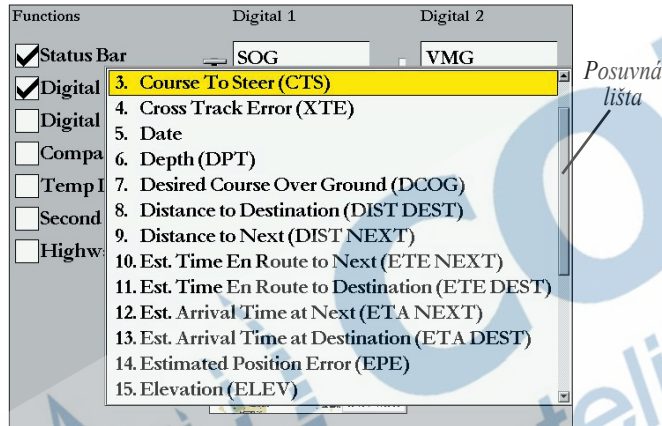 Functions Digital 1 Digital 2
Status Bar SOG VMG
Digital
Digital
Compa
Temp I
Second
Highw
3. Course To Steer (CTS)
4. Cross Track Error (XTE)
5. Date
6. Depth (DPT)
7. Desired Course Over Ground (DCOG)
8. Distance to Destination (DIST DEST)
9. Distance to Next (DIST NEXT)
10. Est. Time En Route to Next (ETE NEXT)
11. Est. Time En Route to Destination (ETE DEST)
12. Est. Arrival Time at Next (ETA NEXT)
13. Est. Arrival Time at Destination (ETA DEST)
14. Estimated Position Error (EPE)
15. Elevation (ELEV)
Posuvná
lišta